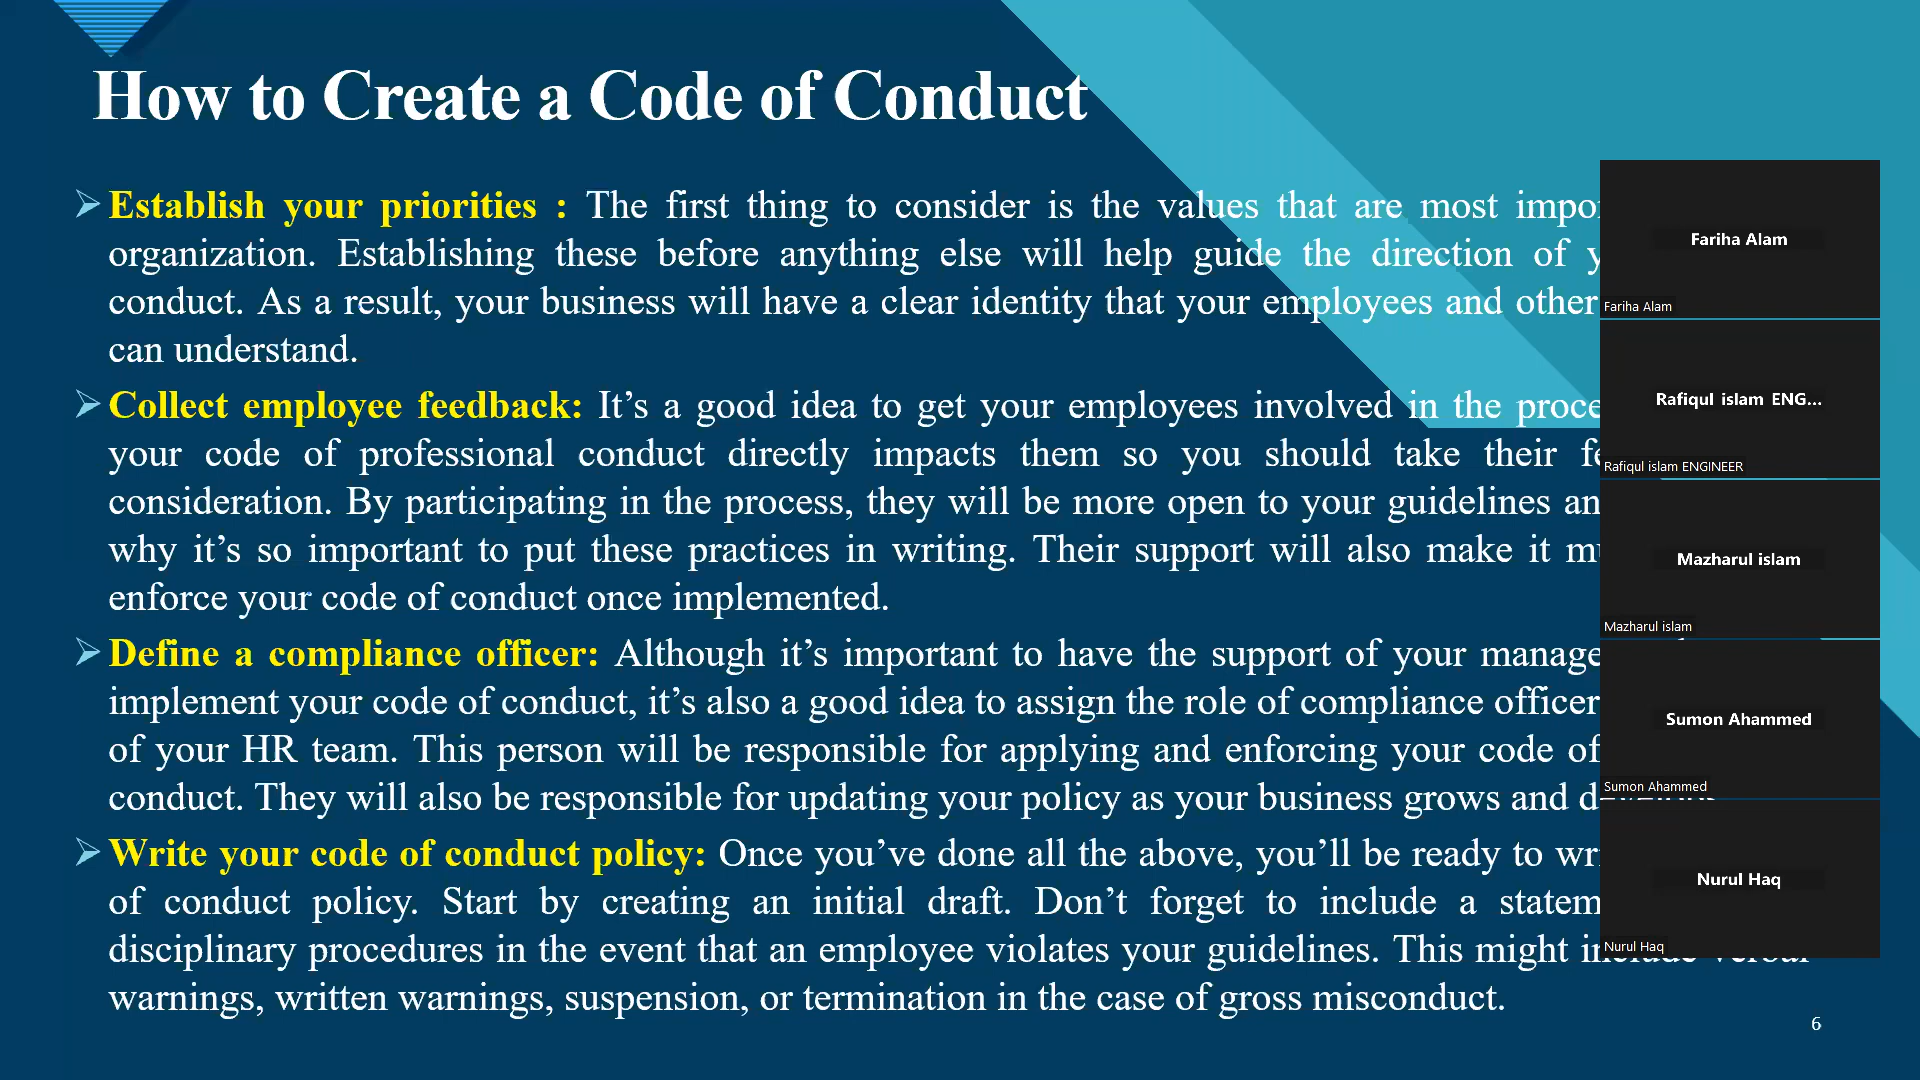 How to Create a Code of Conduct
➢ Establish your priorities : The first thing to consider is the values that are most
organization. Establishing these before anything else will help guide the direction of
conduct. As a result, your business will have a clear identity that your employees and other
can understand.
➢ Collect employee feedback: It’s a good idea to get your employees involved in the
your code of professional conduct directly impacts them so you should take their
consideration. By participating in the process, they will be more open to your guidelines
why it’s so important to put these practices in writing. Their support will also make it
enforce your code of conduct once implemented.
➢ Define a compliance officer: Although it’s important to have the support of your
implement your code of conduct, it’s also a good idea to assign the role of compliance officer
of your HR team. This person will be responsible for applying and enforcing your code of
conduct. They will also be responsible for updating your policy as your business grows and
➢ Write your code of conduct policy: Once you’ve done all the above, you’ll be ready to
of conduct policy. Start by creating an initial draft. Don’t forget to include a
disciplinary procedures in the event that an employee violates your guidelines. This might
warnings, written warnings, suspension, or termination in the case of gross misconduct.
6
Fariha Alam
Fariha Alam
Rafiqul islam ENG...
Rafiqul islam ENGINEER
Mazharul islam
Mazharul islam
Sumon Ahammed
Sumon Ahammed
Nurul Haq
Nurul Haq